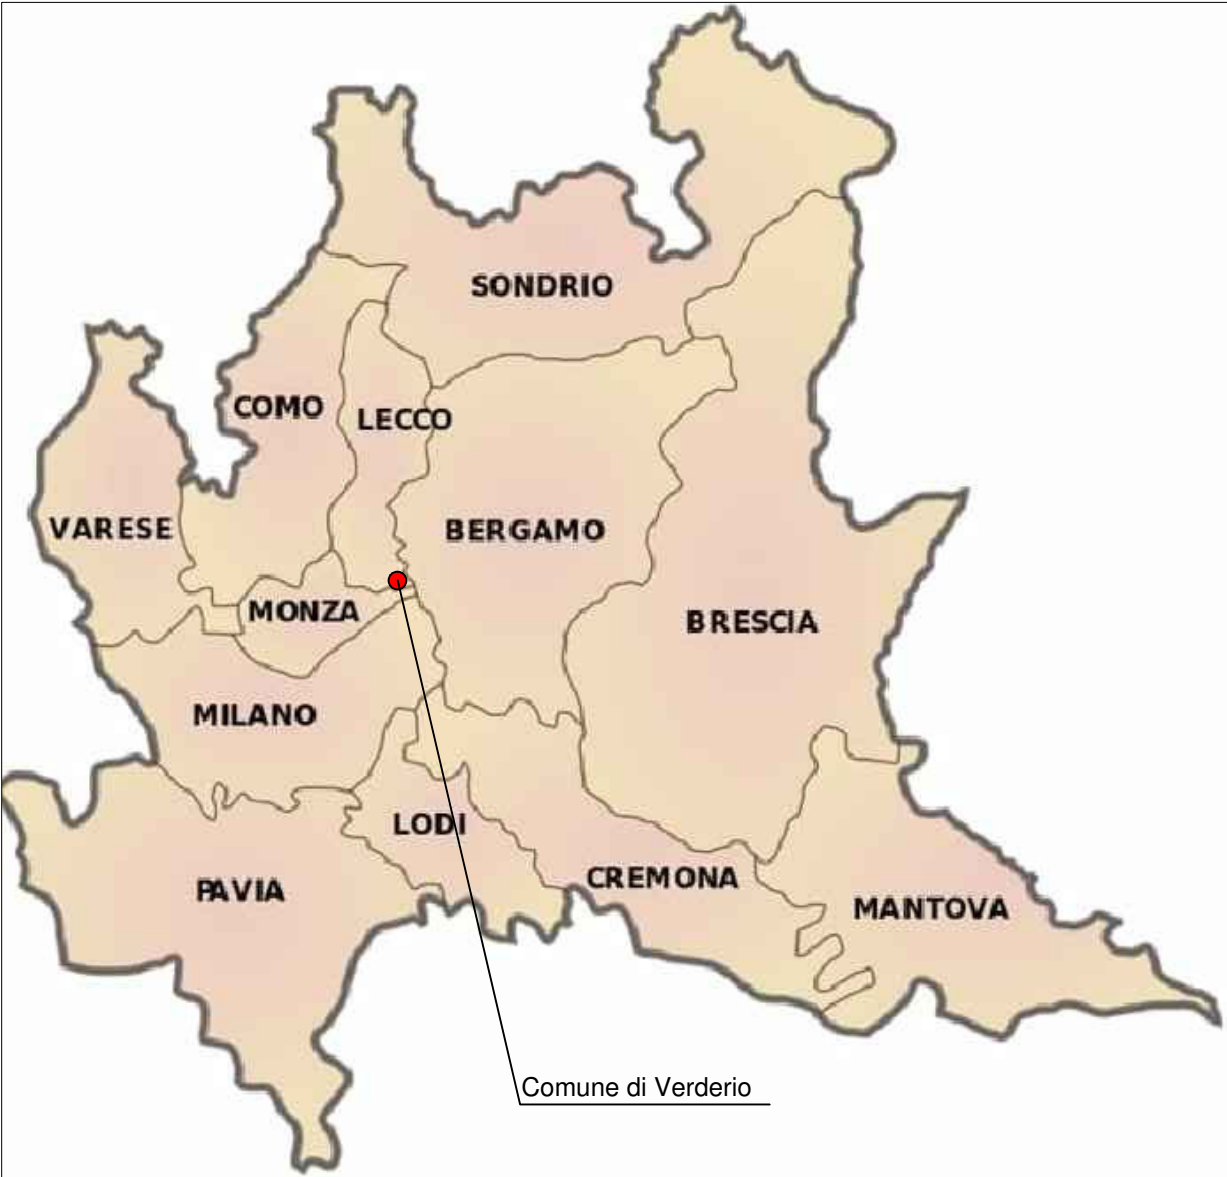 SONDRIO
COMO
LECCO
VARESE
BERGAMO
MONZA
BRESCIA
MILANO
LODI
CREMONA
PAVIA
MANTOVA
Comune di Verderio